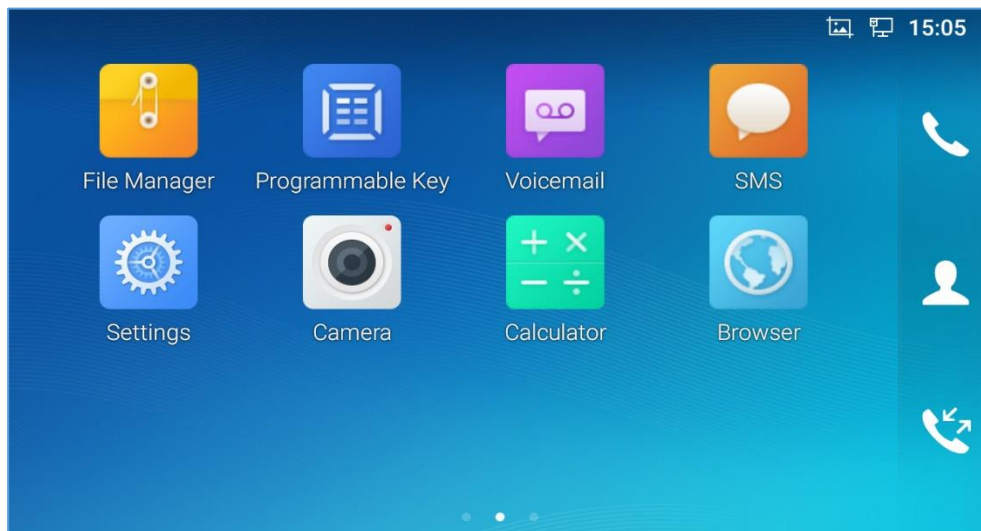 15:05
File Manager
Programmable Key
Voicemail
SMS
Settings
Camera
Calculator
Browser